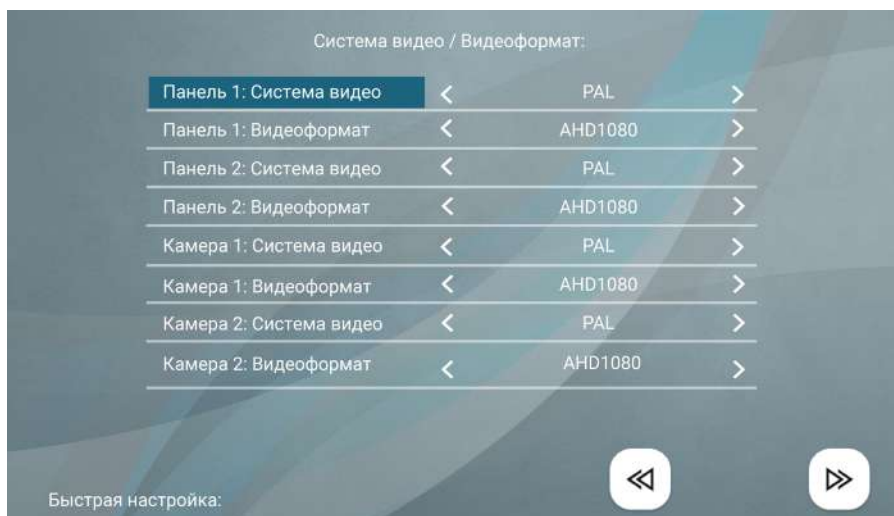 Система видео / Видеоформат:
Панель 1: Система видео PAL
Панель 1: Видеоформат AHD1080
Панель 2: Система видео PAL
Панель 2: Видеоформат AHD1080
Камера 1: Система видео PAL
Камера 1: Видеоформат AHD1080
Камера 2: Система видео PAL
Камера 2: Видеоформат AHD1080
Быстрая настройка: